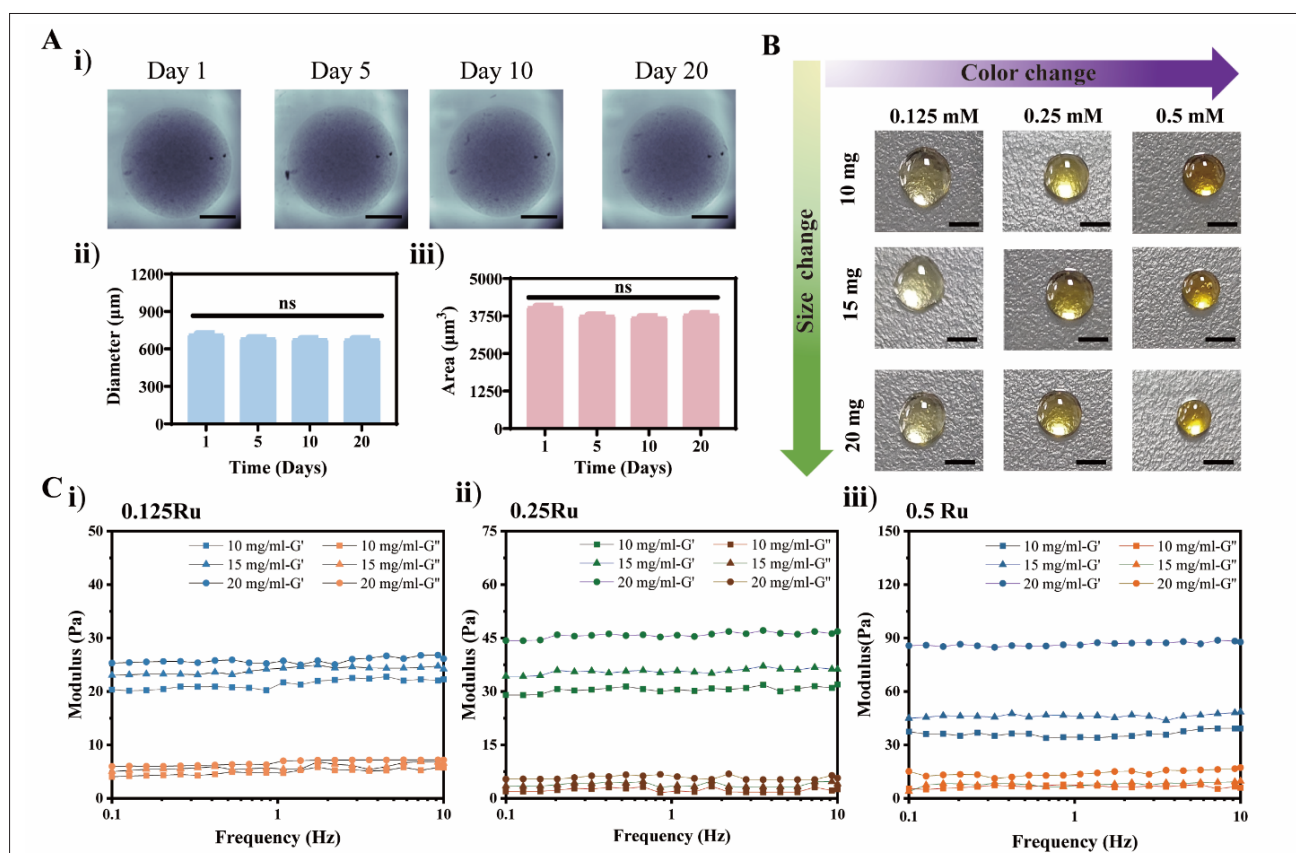 A
i)
Day 1
Day 5
Day 10
Day 20
ii)
Diameter (μm)
1200
900
600
300
0
ns
1
5
10
20
Time (Days)
iii)
Area (μm³)
5000
3750
2500
1250
0
ns
1
5
10
20
Time (Days)
B
Color change
Size change
0.125 mM
0.25 mM
0.5 mM
10 mg
15 mg
20 mg
C
i)
0.125Ru
Modulus (Pa)
50
40
30
20
10
0
10 mg/ml-G' 10 mg/ml-G''
15 mg/ml-G' 15 mg/ml-G''
20 mg/ml-G' 20 mg/ml-G''
0.1 1 10
Frequency (Hz)
ii)
0.25Ru
Modulus (Pa)
75
60
45
30
15
0
10 mg/ml-G' 10 mg/ml-G''
15 mg/ml-G' 15 mg/ml-G''
20 mg/ml-G' 20 mg/ml-G''
0.1 1 10
Frequency (Hz)
iii)
0.5 Ru
Modulus(Pa)
150
120
90
60
30
0
10 mg/ml-G' 10 mg/ml-G''
15 mg/ml-G' 15 mg/ml-G''
20 mg/ml-G' 20 mg/ml-G''
0.1 1 10
Frequency (Hz)